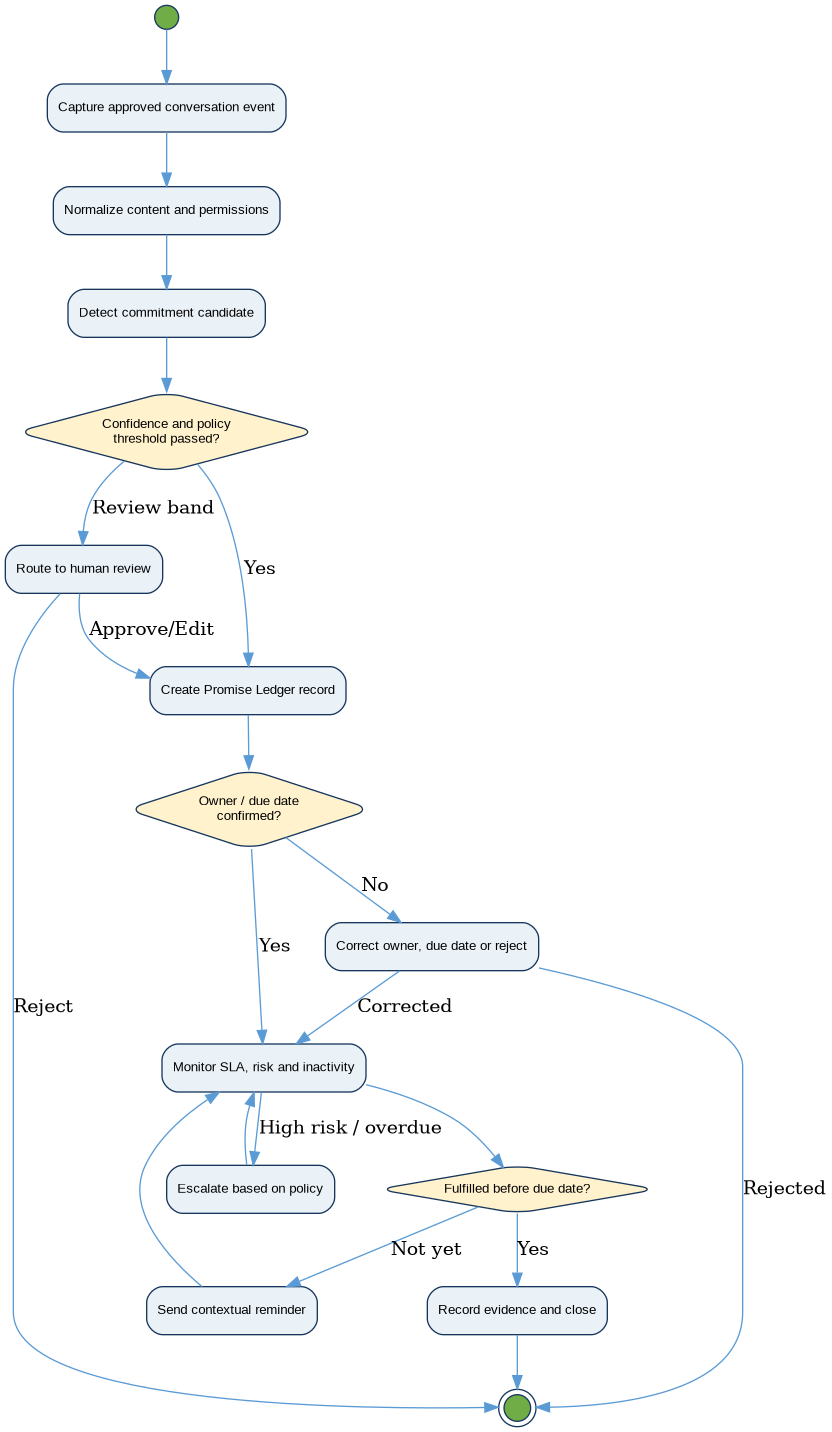 Capture approved conversation event
Normalize content and permissions
Detect commitment candidate
Confidence and policy
threshold passed?
Review band
Yes
Route to human review
Approve/Edit
Create Promise Ledger record
Owner / due date
confirmed?
No
Yes
Correct owner, due date or reject
Reject
Corrected
Monitor SLA, risk and inactivity
High risk / overdue
Escalate based on policy
Fulfilled before due date?
Rejected
Not yet
Yes
Send contextual reminder
Record evidence and close